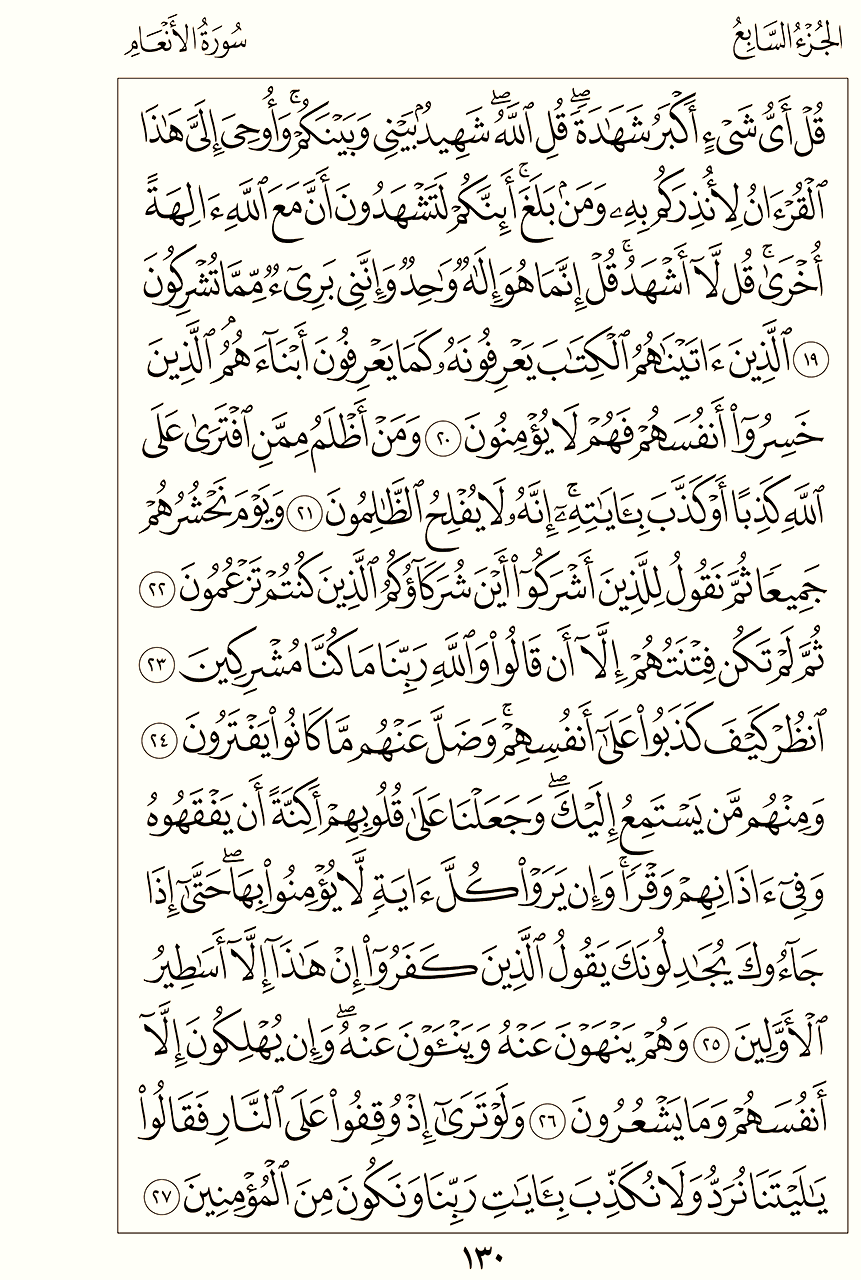 الجُزْءُ السَّابِعُ
سُورَةُ الأَنْعَامِ
قُلْ أَيُّ شَىْءٍ أَكْبَرُ شَهَٰدَةًۖ قُلِ ٱللَّهُۖ شَهِيدُۢ بَيْنِى وَبَيْنَكُمْۚ وَأُوحِىَ إِلَىَّ هَٰذَا
ٱلْقُرْءَانُ لِأُنذِرَكُم بِهِۦ وَمَنۢ بَلَغَۚ أَئِنَّكُمْ لَتَشْهَدُونَ أَنَّ مَعَ ٱللَّهِ ءَالِهَةً
أُخْرَىٰۚ قُل لَّآ أَشْهَدُۚ قُلْ إِنَّمَا هُوَ إِلَٰهٌ وَٰحِدٌ وَإِنَّنِى بَرِىٓءٌ مِّمَّا تُشْرِكُونَ
١٩ ٱلَّذِينَ ءَاتَيْنَٰهُمُ ٱلْكِتَٰبَ يَعْرِفُونَهُۥ كَمَا يَعْرِفُونَ أَبْنَآءَهُمُۘ ٱلَّذِينَ
خَسِرُوٓا۟ أَنفُسَهُمْ فَهُمْ لَا يُؤْمِنُونَ ٢٠ وَمَنْ أَظْلَمُ مِمَّنِ ٱفْتَرَىٰ عَلَى
ٱللَّهِ كَذِبًا أَوْ كَذَّبَ بِـَٔايَٰتِهِۦٓۚ إِنَّهُۥ لَا يُفْلِحُ ٱلظَّٰلِمُونَ ٢١ وَيَوْمَ نَحْشُرُهُمْ
جَمِيعًا ثُمَّ نَقُولُ لِلَّذِينَ أَشْرَكُوٓا۟ أَيْنَ شُرَكَآؤُكُمُ ٱلَّذِينَ كُنتُمْ تَزْعُمُونَ ٢٢
ثُمَّ لَمْ تَكُن فِتْنَتُهُمْ إِلَّآ أَن قَالُوا۟ وَٱللَّهِ رَبِّنَا مَا كُنَّا مُشْرِكِينَ ٢٣
ٱنظُرْ كَيْفَ كَذَبُوا۟ عَلَىٰٓ أَنفُسِهِمْۚ وَضَلَّ عَنْهُم مَّا كَانُوا۟ يَفْتَرُونَ ٢٤
وَمِنْهُم مَّن يَسْتَمِعُ إِلَيْكَۖ وَجَعَلْنَا عَلَىٰ قُلُوبِهِمْ أَكِنَّةً أَن يَفْقَهُوهُ
وَفِىٓ ءَاذَانِهِمْ وَقْرًاۚ وَإِن يَرَوْا۟ كُلَّ ءَايَةٍ لَّا يُؤْمِنُوا۟ بِهَاۖ حَتَّىٰٓ إِذَا
جَآءُوكَ يُجَٰدِلُونَكَ يَقُولُ ٱلَّذِينَ كَفَرُوٓا۟ إِنْ هَٰذَآ إِلَّآ أَسَٰطِيرُ
ٱلْأَوَّلِينَ ٢٥ وَهُمْ يَنْهَوْنَ عَنْهُ وَيَنْـَٔوْنَ عَنْهُۖ وَإِن يُهْلِكُونَ إِلَّآ
أَنفُسَهُمْ وَمَا يَشْعُرُونَ ٢٦ وَلَوْ تَرَىٰٓ إِذْ وُقِفُوا۟ عَلَى ٱلنَّارِ فَقَالُوا۟
يَٰلَيْتَنَا نُرَدُّ وَلَا نُكَذِّبَ بِـَٔايَٰتِ رَبِّنَا وَنَكُونَ مِنَ ٱلْمُؤْمِنِينَ ٢٧
١٣٠